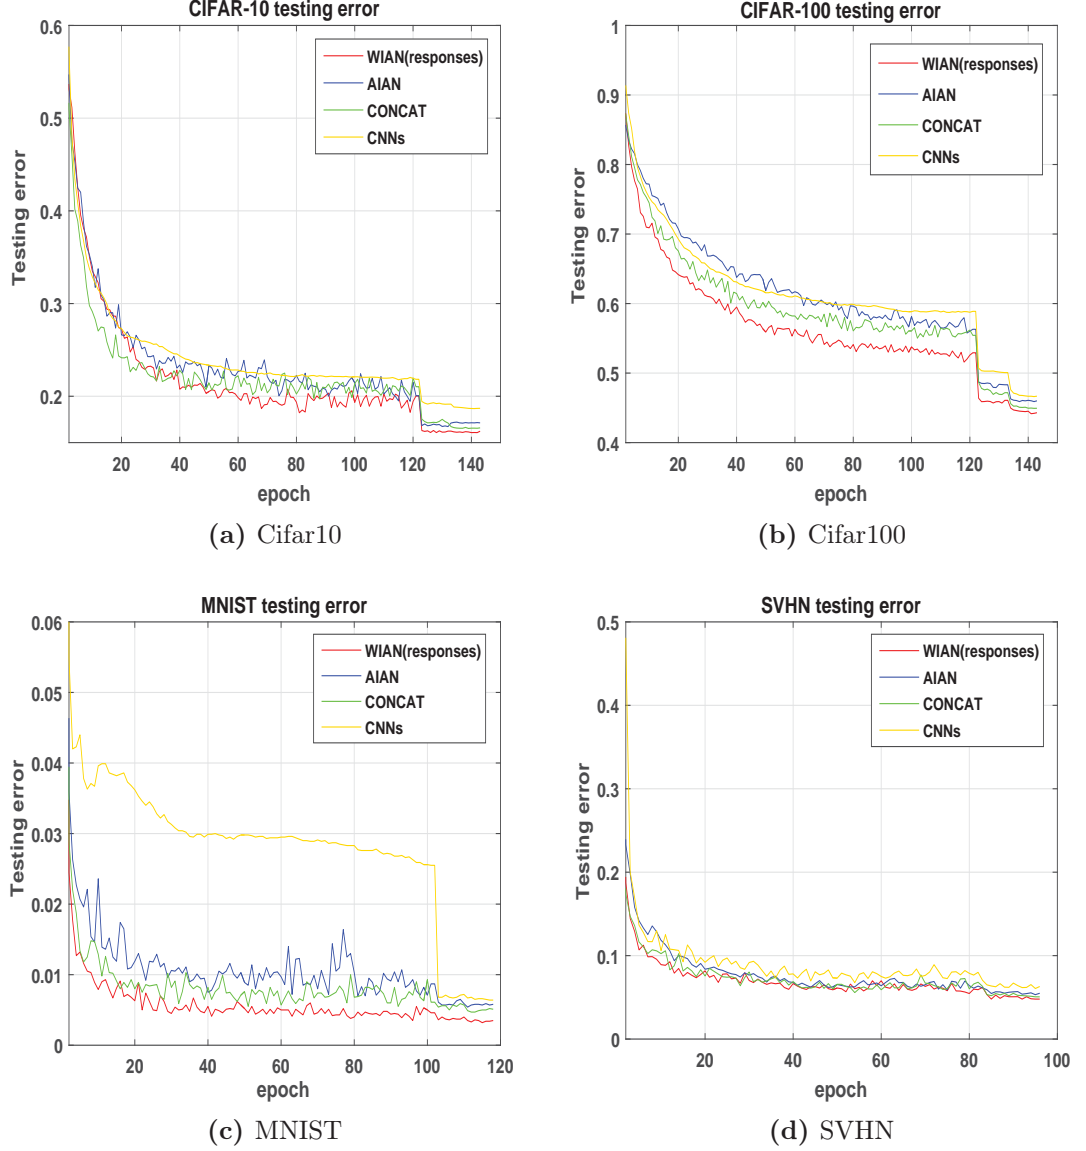 CIFAR-10 testing error
0.6
0.5
0.4
0.3
0.2
Testing error
WIAN(responses)
AIAN
CONCAT
CNNs
20 40 60 80 100 120 140
epoch
(a) Cifar10
CIFAR-100 testing error
1
0.9
0.8
0.7
0.6
0.5
0.4
Testing error
WIAN(responses)
AIAN
CONCAT
CNNs
20 40 60 80 100 120 140
epoch
(b) Cifar100
MNIST testing error
0.06
0.05
0.04
0.03
0.02
0.01
0
Testing error
WIAN(responses)
AIAN
CONCAT
CNNs
20 40 60 80 100 120
epoch
(c) MNIST
SVHN testing error
0.5
0.4
0.3
0.2
0.1
0
Testing error
WIAN(responses)
AIAN
CONCAT
CNNs
20 40 60 80 100
epoch
(d) SVHN